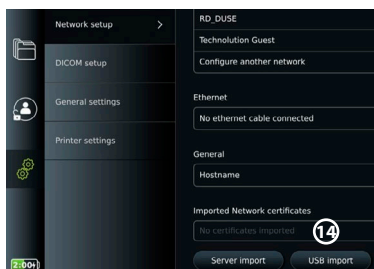 Network setup >
DICOM setup
General settings
Printer settings
2:00
RD_DUSE
Technolution Guest
Configure another network
Ethernet
No ethernet cable connected
General
Hostname
Imported Network certificates
No certificates imported
14
Server import
USB import